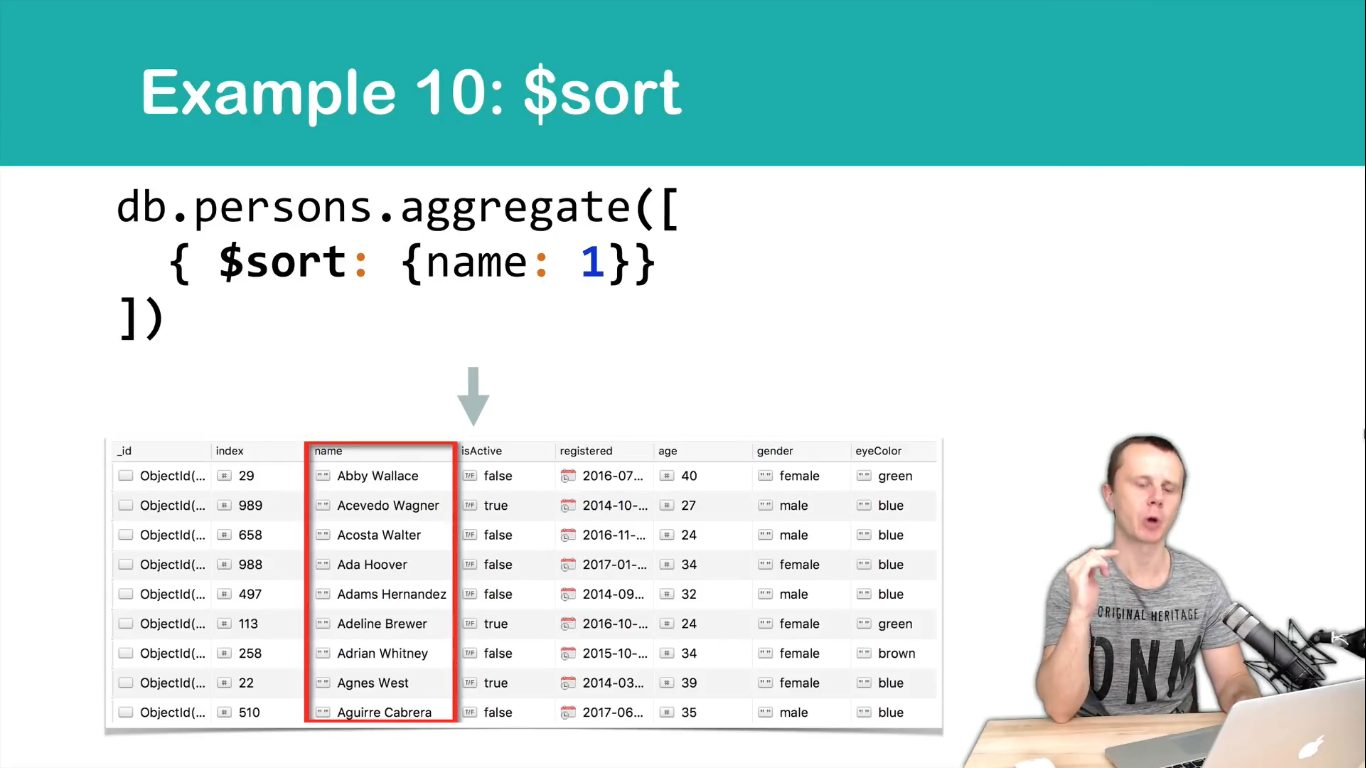 Example 10: $sort
db.persons.aggregate([
{ $sort: {name: 1}}
])
_id index name isActive registered age gender eyeColor
ObjectId(... # 29 "" Abby Wallace T/F false 2016-07... # 40 "" female "" green
ObjectId(... # 989 "" Acevedo Wagner T/F true 2014-10-... # 27 "" male "" blue
ObjectId(... # 658 "" Acosta Walter T/F false 2016-11-... # 24 "" male "" blue
ObjectId(... # 988 "" Ada Hoover T/F false 2017-01-... # 34 "" female "" blue
ObjectId(... # 497 "" Adams Hernandez T/F false 2014-09... # 32 "" male "" blue
ObjectId(... # 113 "" Adeline Brewer T/F true 2016-10-... # 24 "" female "" green
ObjectId(... # 258 "" Adrian Whitney T/F false 2015-10-... # 34 "" female "" brown
ObjectId(... # 22 "" Agnes West T/F true 2014-03... # 39 "" female "" blue
ObjectId(... # 510 "" Aguirre Cabrera T/F false 2017-06... # 35 "" male "" blue
ORIGINAL HERITAGE
DNM